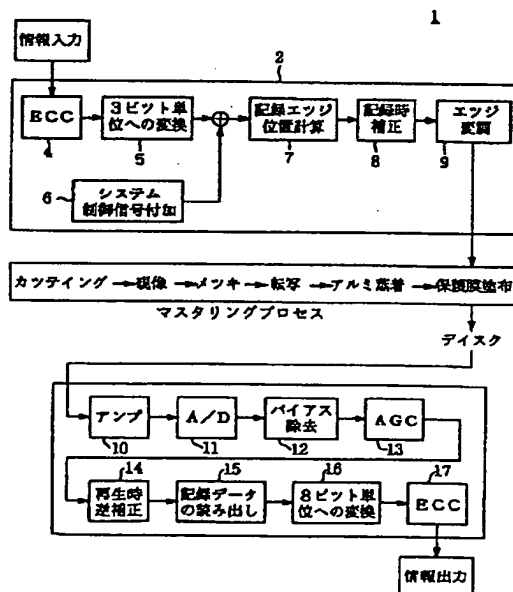 1
情報入力
2
ECC
4
3ビット単
位への変換
5
記録エッジ
位置計算
7
記録時
補正
8
エッジ
変調
9
6
システム
制御信号付加
カッティング→現像→メッキ→転写→アルミ蒸着→保護膜塗布
マスタリングプロセス
ディスク
アンプ
10
A/D
11
バイアス
除去
12
AGC
13
14
再生時
逆補正
15
記録データ
の読み出し
16
8ビット単
位への変換
17
ECC
情報出力